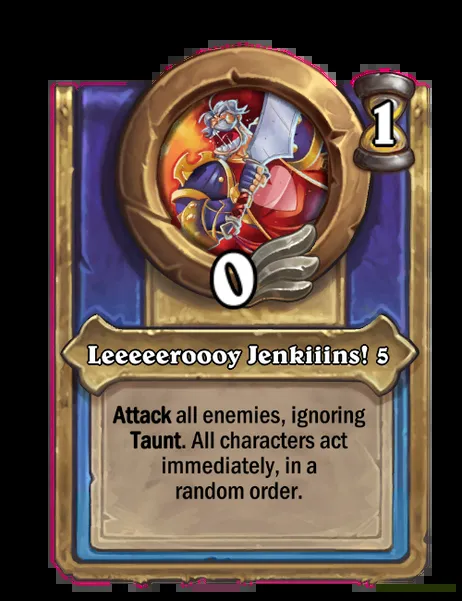 1
0
Leeeeeroooy Jenkiiins! 5
Attack all enemies, ignoring
Taunt. All characters act
immediately, in a
random order.